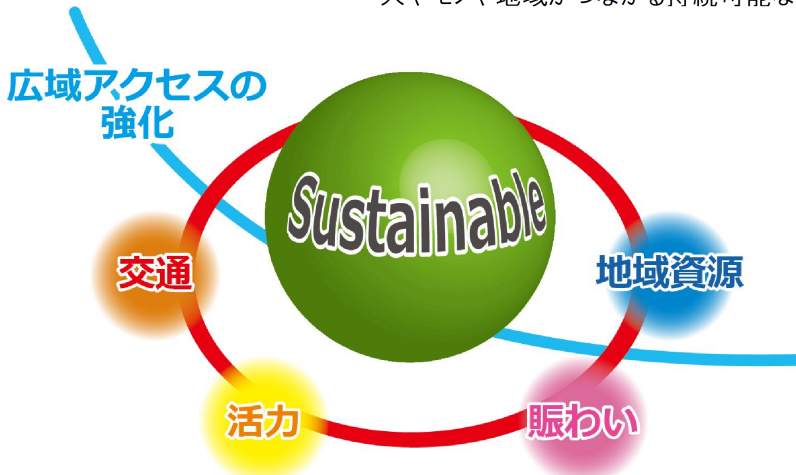 広域アクセスの
強化
Sustainable
交通
地域資源
活力
賑わい